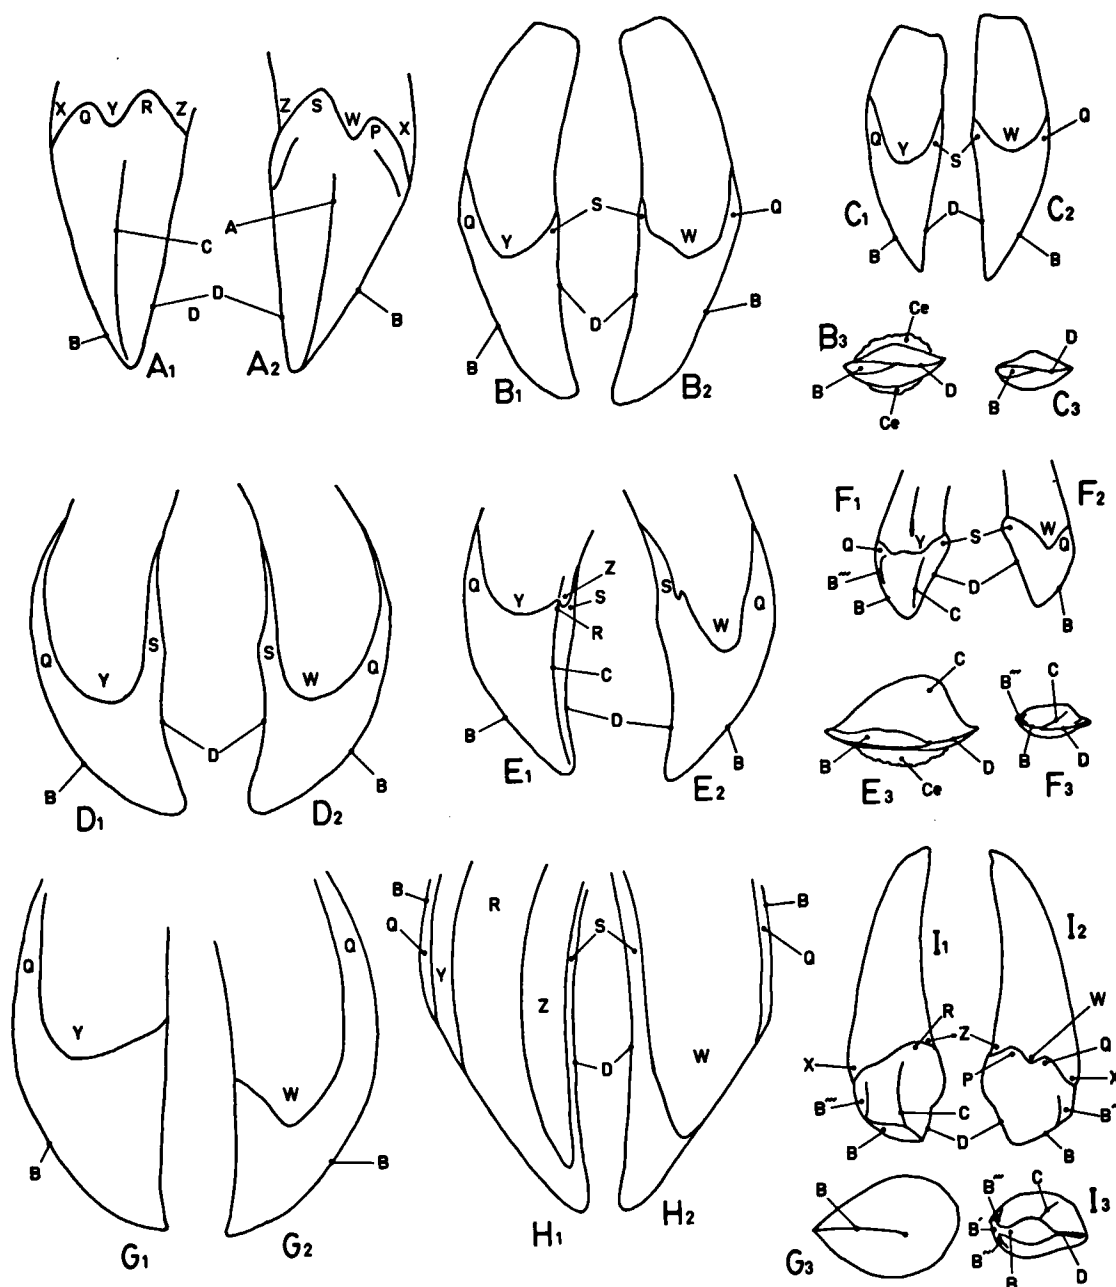 X Q Y R Z
Z S W P X
C A
D
D
B B
A1 A2
Q Y S W Q
D
B B
B1 B2
Q Y S W Q
D
B B
C1 C2
B3 Ce
B D
Ce
D
B
C3
Q Y S S W Q
D
B B
D1 D2
Q Y Z S R
S W Q
C
D
B B
E1 E2
F1 F2
Q Y S W Q
B‴ D
B C B
C
B D
Ce
E3
B‴ C
B D
F3
Q Y
W Q
B B
G1 G2
B Q Y R Z S
W B Q
D
H1 H2
I1 I2
R Z W
X P Q X
B‴ C B″
B D B
B
G3
B‴ C I3
B′
B‴
B D